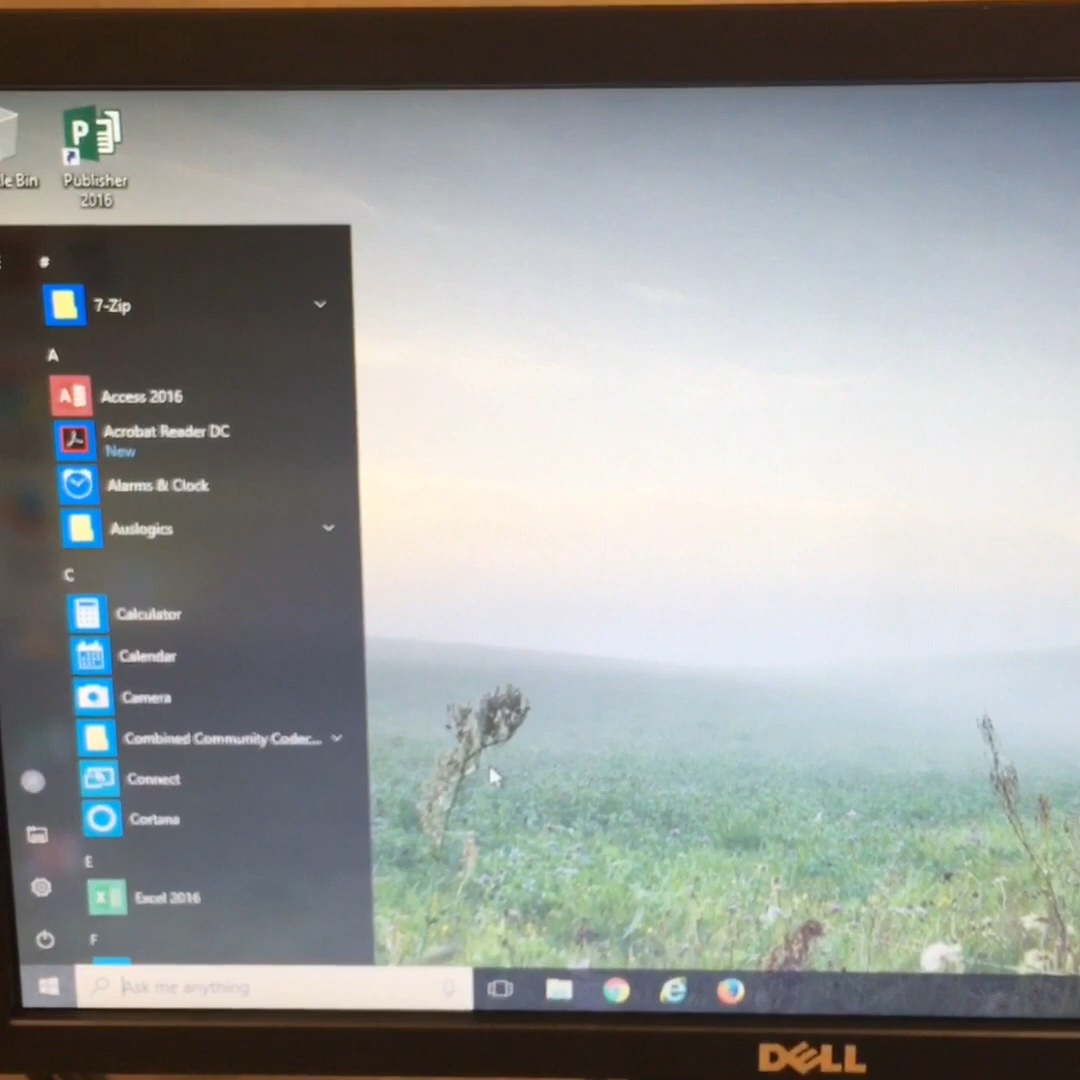 le Bin
Publisher
2016
#
7-Zip
A
Access 2016
Acrobat Reader DC
New
Alarms & Clock
Auslogics
C
Calculator
Calendar
Camera
Combined Community Codec...
Connect
Cortana
E
Excel 2016
F
Ask me anything
DELL